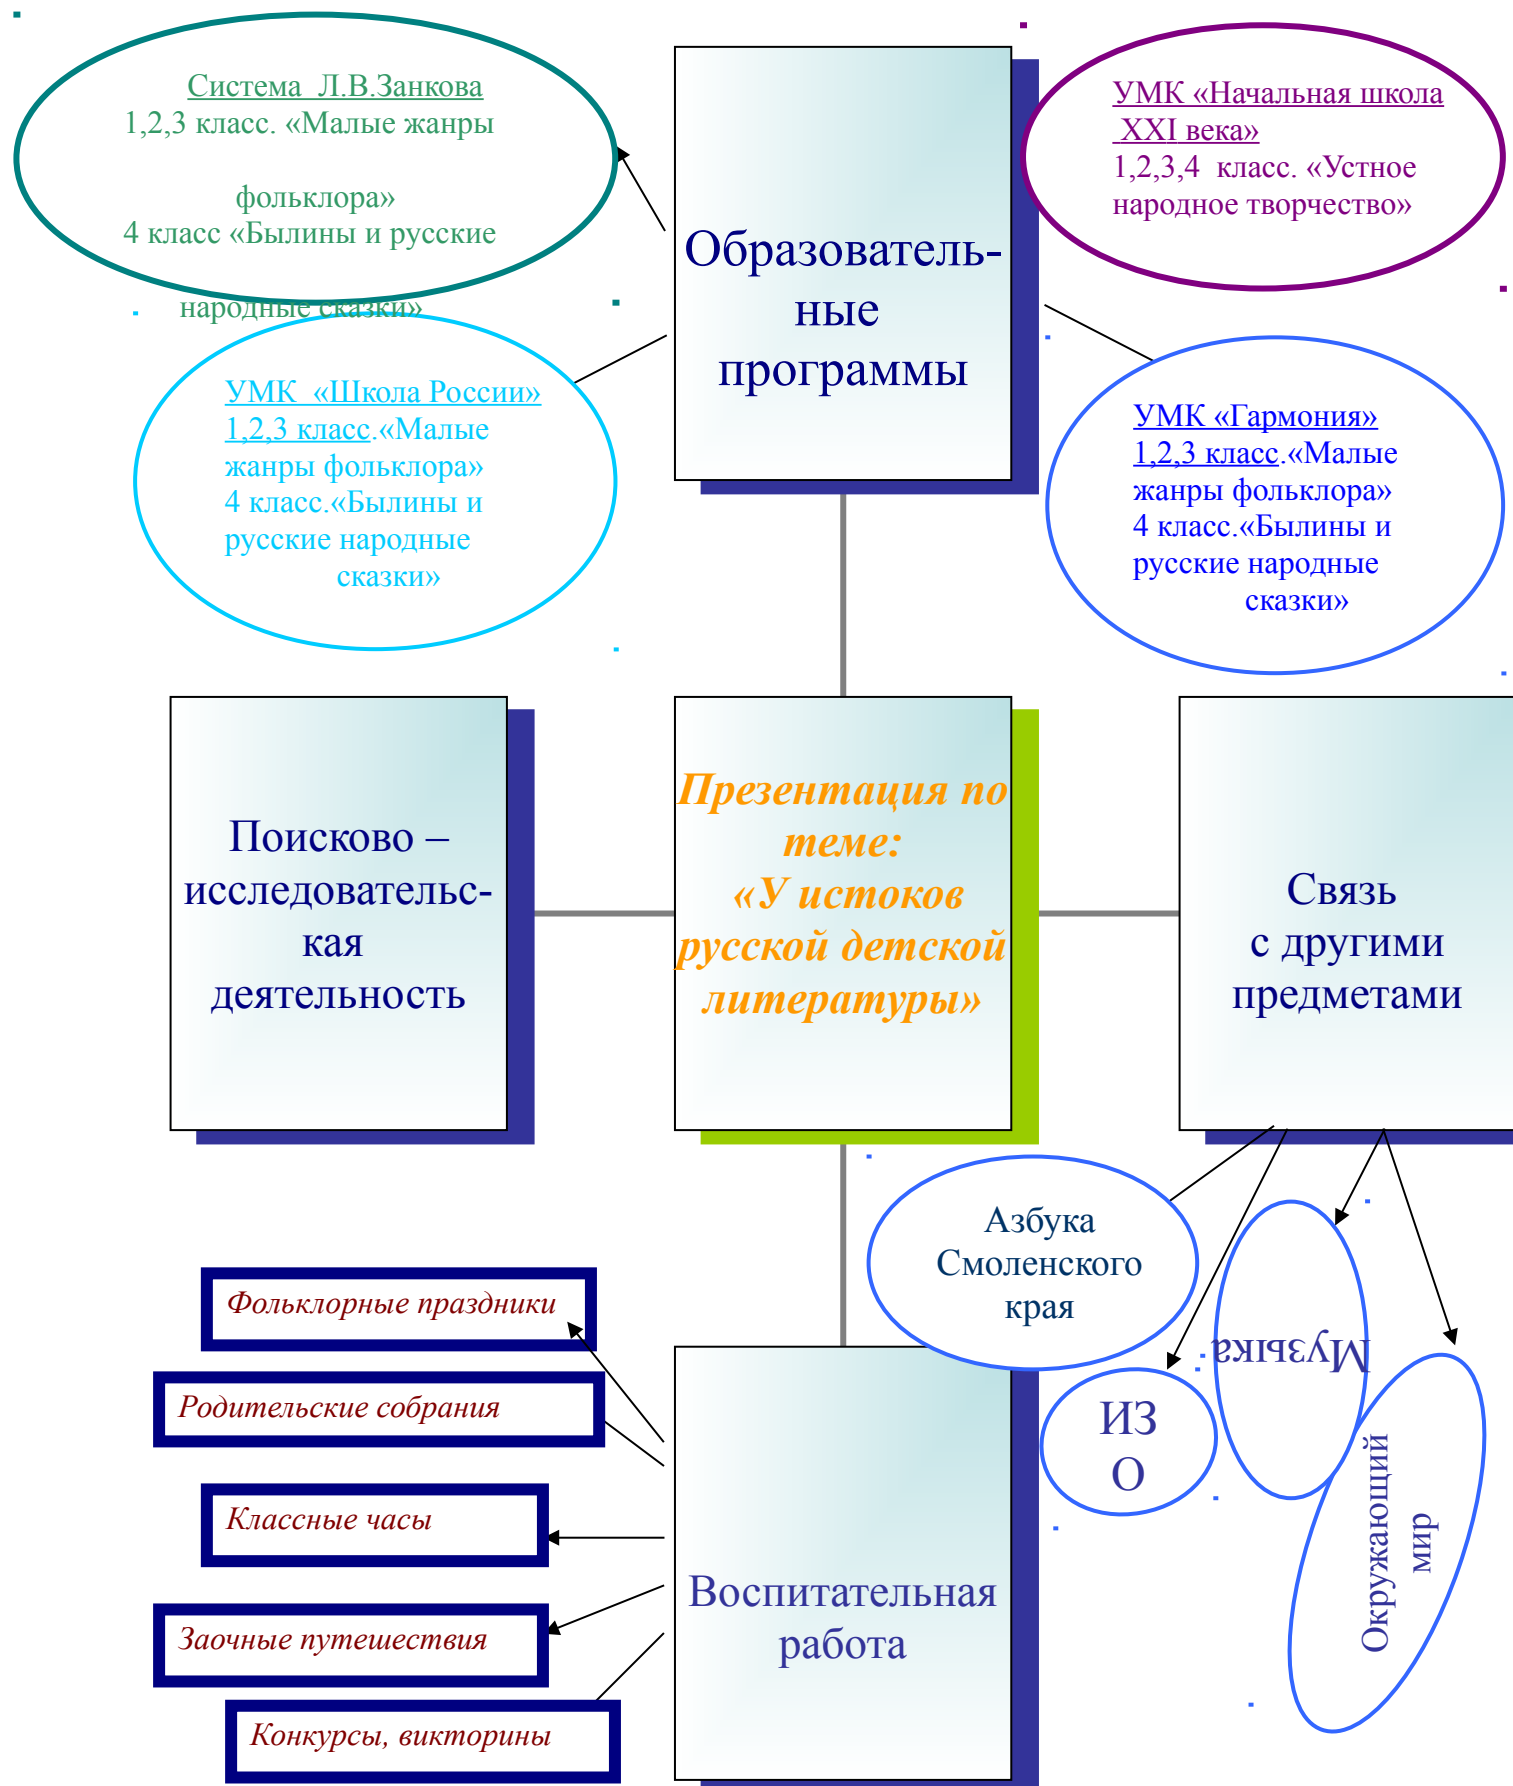 Система Л.В.Занкова
1,2,3 класс. «Малые жанры
фольклора»
4 класс «Былины и русские
народные сказки»
УМК «Начальная школа
XXI века»
1,2,3,4 класс. «Устное
народное творчество»
Образователь-
ные
программы
УМК «Школа России»
1,2,3 класс.«Малые
жанры фольклора»
4 класс.«Былины и
русские народные
сказки»
УМК «Гармония»
1,2,3 класс.«Малые
жанры фольклора»
4 класс.«Былины и
русские народные
сказки»
Поисково –
исследовательс-
кая
деятельность
Презентация по
теме:
«У истоков
русской детской
литературы»
Связь
с другими
предметами
Азбука
Смоленского
края
Музыка
ИЗ
О
Окружающий
мир
Фольклорные праздники
Родительские собрания
Классные часы
Заочные путешествия
Конкурсы, викторины
Воспитательная
работа